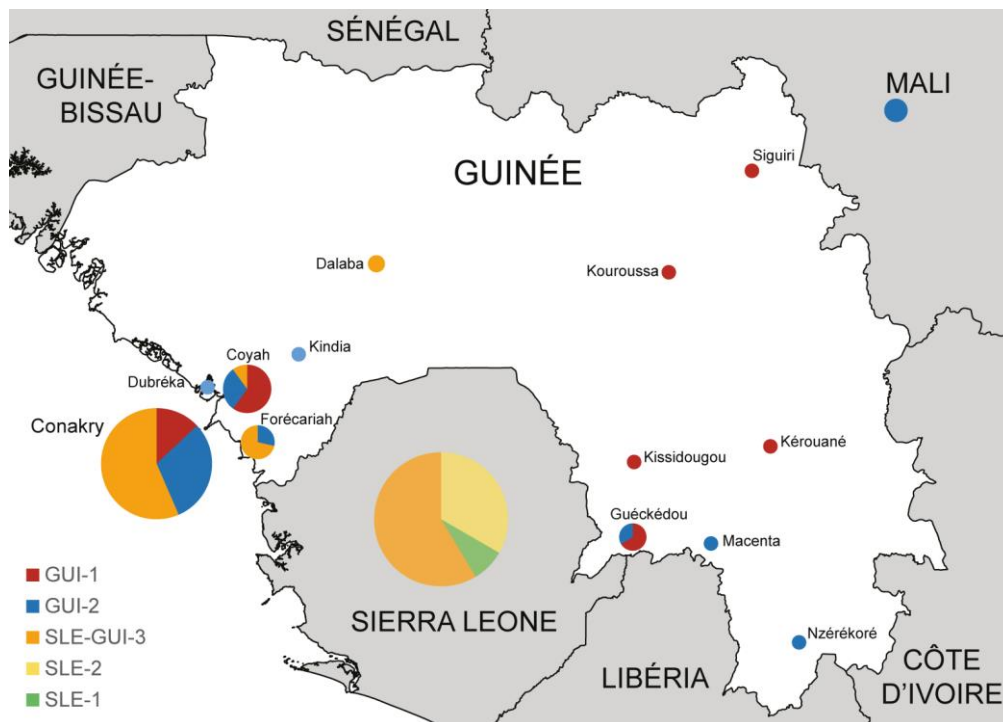 SÉNÉGAL
GUINÉE-
BISSAU
MALI
GUINÉE
Siguiri
Dalaba
Kouroussa
Kindia
Coyah
Dubréka
Conakry
Forécariah
Kissidougou
Kérouané
Guéckédou
Macenta
GUI-1
GUI-2
SLE-GUI-3
SLE-2
SLE-1
SIERRA LEONE
Nzérékoré
LIBÉRIA
CÔTE
D'IVOIRE